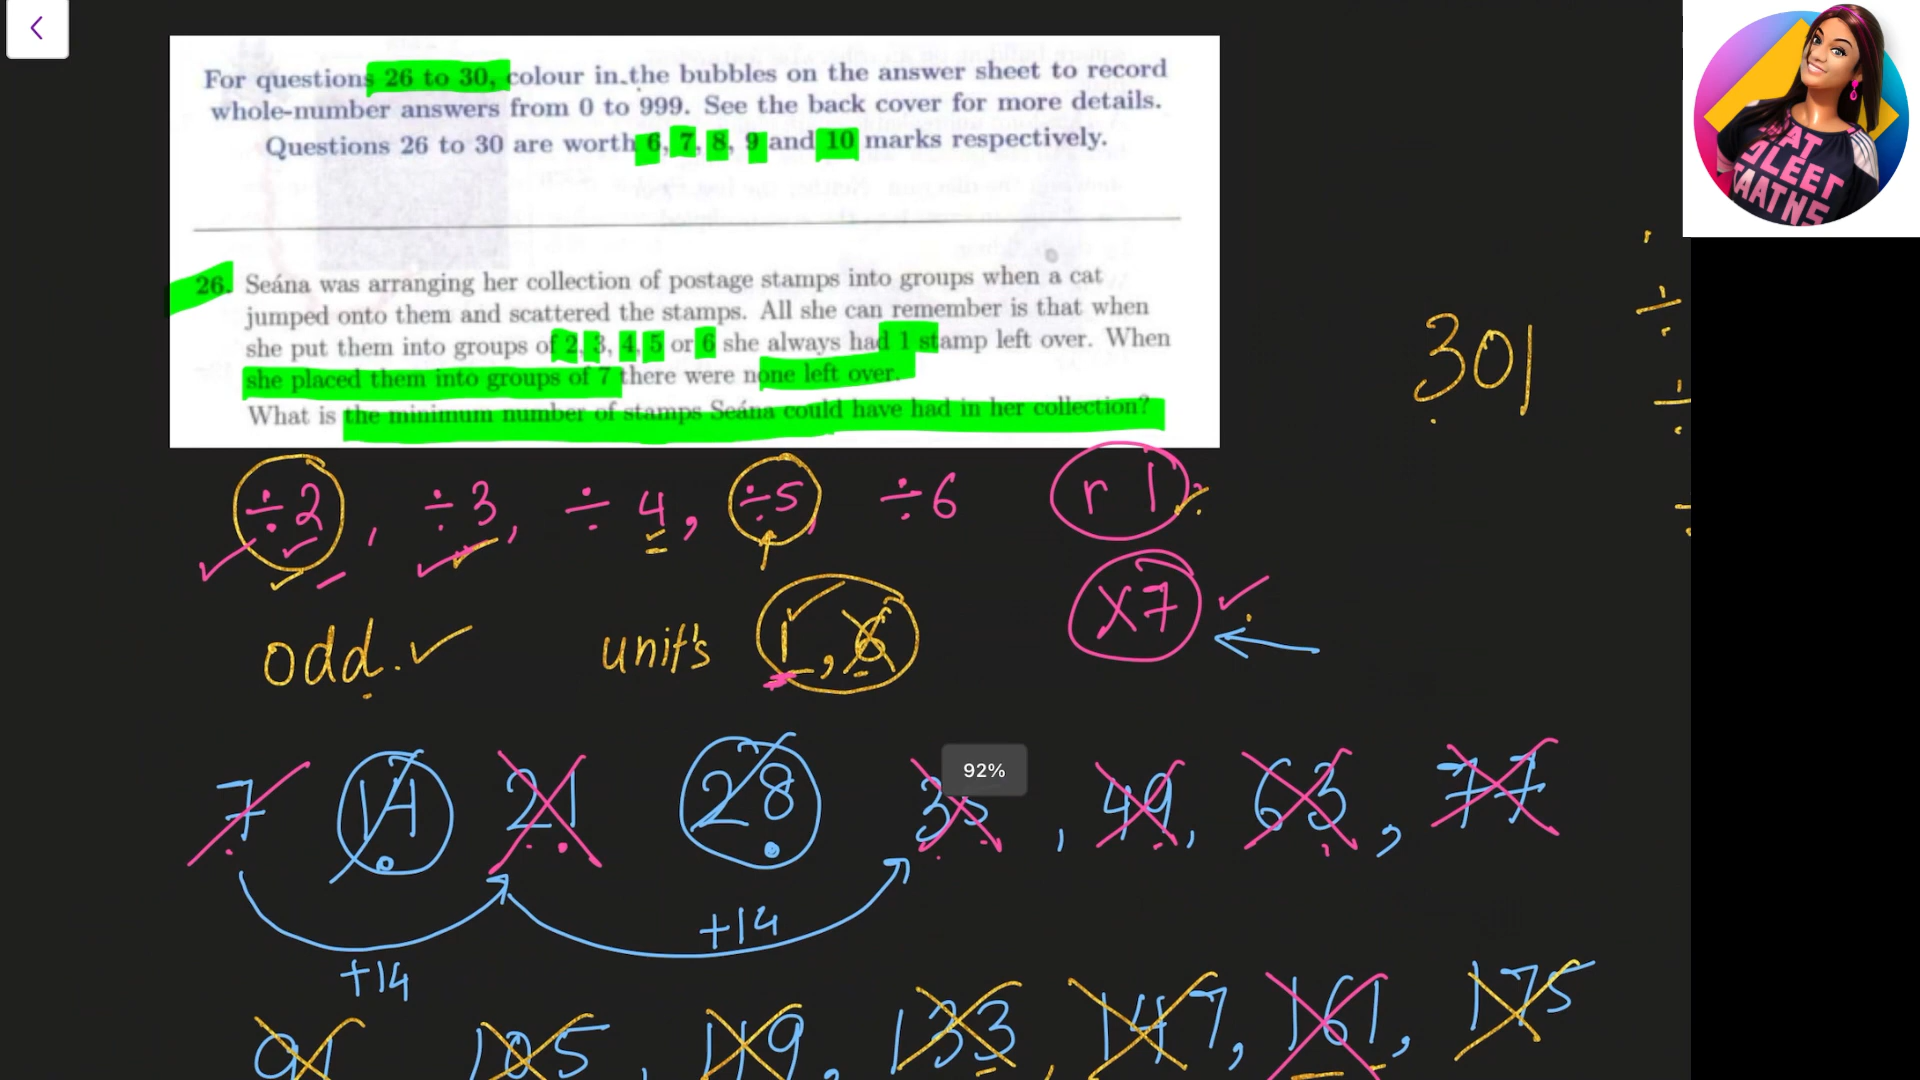 For questions 26 to 30, colour in the bubbles on the answer sheet to record
whole-number answers from 0 to 999. See the back cover for more details.
Questions 26 to 30 are worth 6, 7, 8, 9 and 10 marks respectively.
26. Seána was arranging her collection of postage stamps into groups when a cat
jumped onto them and scattered the stamps. All she can remember is that when
she put them into groups of 2, 3, 4, 5 or 6 she always had 1 stamp left over. When
she placed them into groups of 7 there were none left over.
What is the minimum number of stamps Seána could have had in her collection?
301 ÷
÷2, ÷3, ÷4, ÷5, ÷6 r 1
odd. unit's 1, 6 x7
7 14 21 28 35, 49, 63, 77
92%
+14
+14
91 105, 119, 133, 147, 161, 175